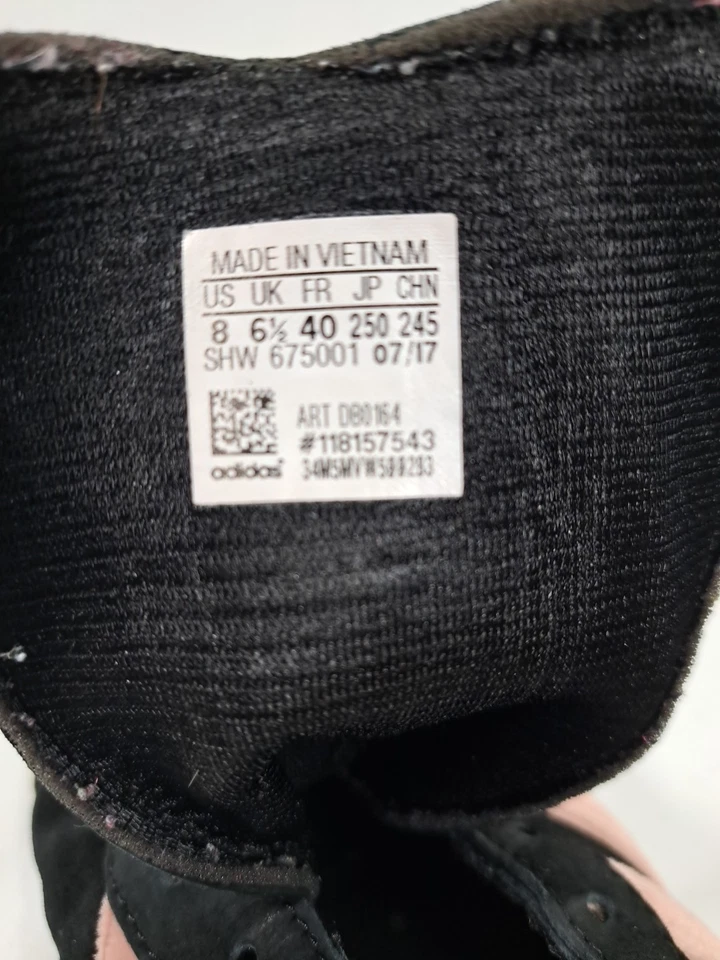 MADE IN VIETNAM
US UK FR JP CHN
8 6½ 40 250 245
SHW 675001 07/17
ART DB0164
#118157543
adidas